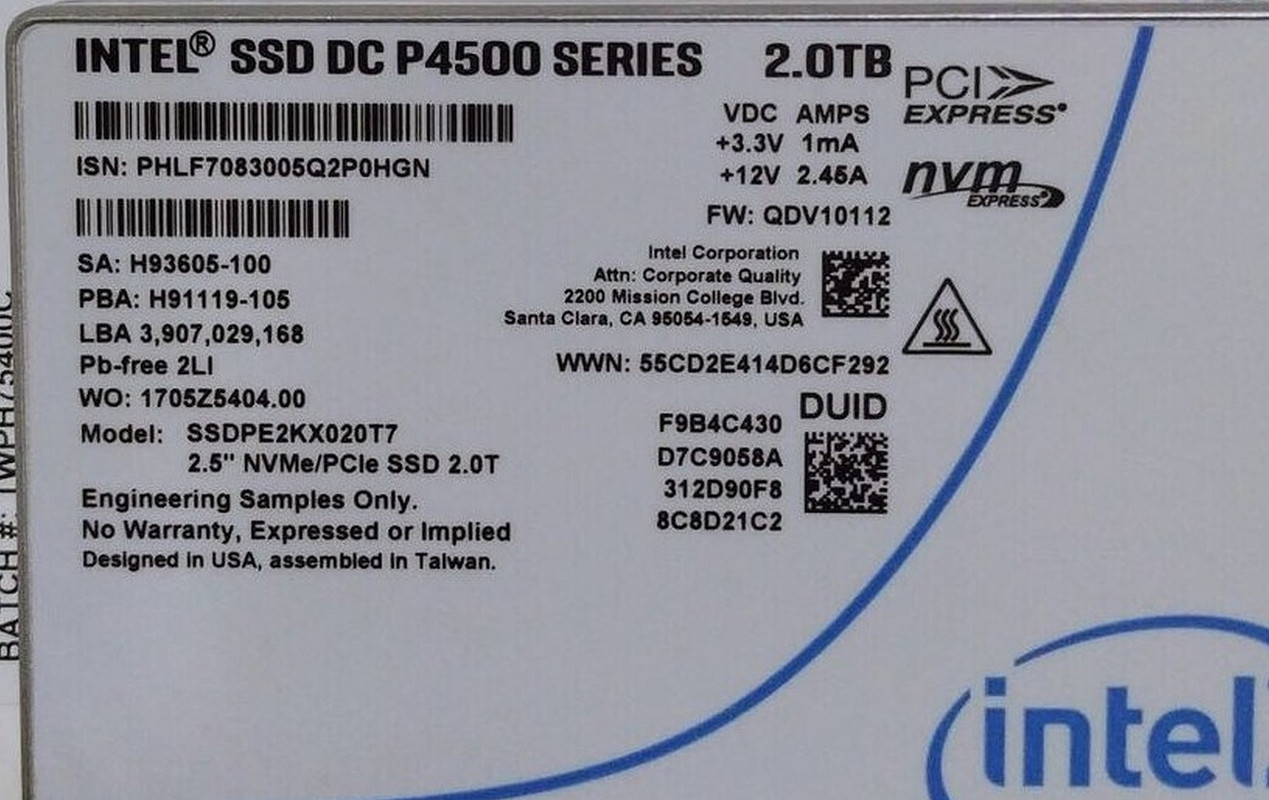 INTEL® SSD DC P4500 SERIES 2.0TB
PCI EXPRESS®
VDC AMPS
+3.3V 1mA
+12V 2.45A
nvm EXPRESS®
ISN: PHLF7083005Q2P0HGN
FW: QDV10112
SA: H93605-100
PBA: H91119-105
LBA 3,907,029,168
Pb-free 2LI
WO: 1705Z5404.00
Model: SSDPE2KX020T7
2.5" NVMe/PCIe SSD 2.0T
Engineering Samples Only.
No Warranty, Expressed or Implied
Designed in USA, assembled in Taiwan.
Intel Corporation
Attn: Corporate Quality
2200 Mission College Blvd.
Santa Clara, CA 95054-1549, USA
WWN: 55CD2E414D6CF292
DUID
F9B4C430
D7C9058A
312D90F8
8C8D21C2
intel
BATCH #: